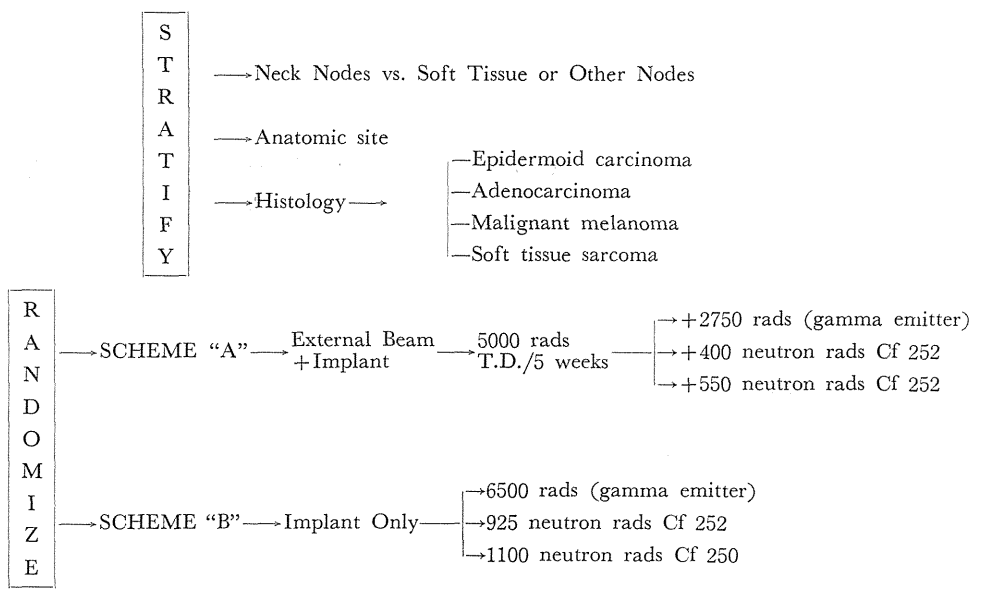 STRATIFY
Neck Nodes vs. Soft Tissue or Other Nodes
Anatomic site
Histology
Epidermoid carcinoma
Adenocarcinoma
Malignant melanoma
Soft tissue sarcoma
RANDOMIZE
SCHEME “A”
External Beam
+Implant
5000 rads
T.D./5 weeks
+2750 rads (gamma emitter)
+400 neutron rads Cf 252
+550 neutron rads Cf 252
SCHEME “B”
Implant Only
6500 rads (gamma emitter)
925 neutron rads Cf 252
1100 neutron rads Cf 250